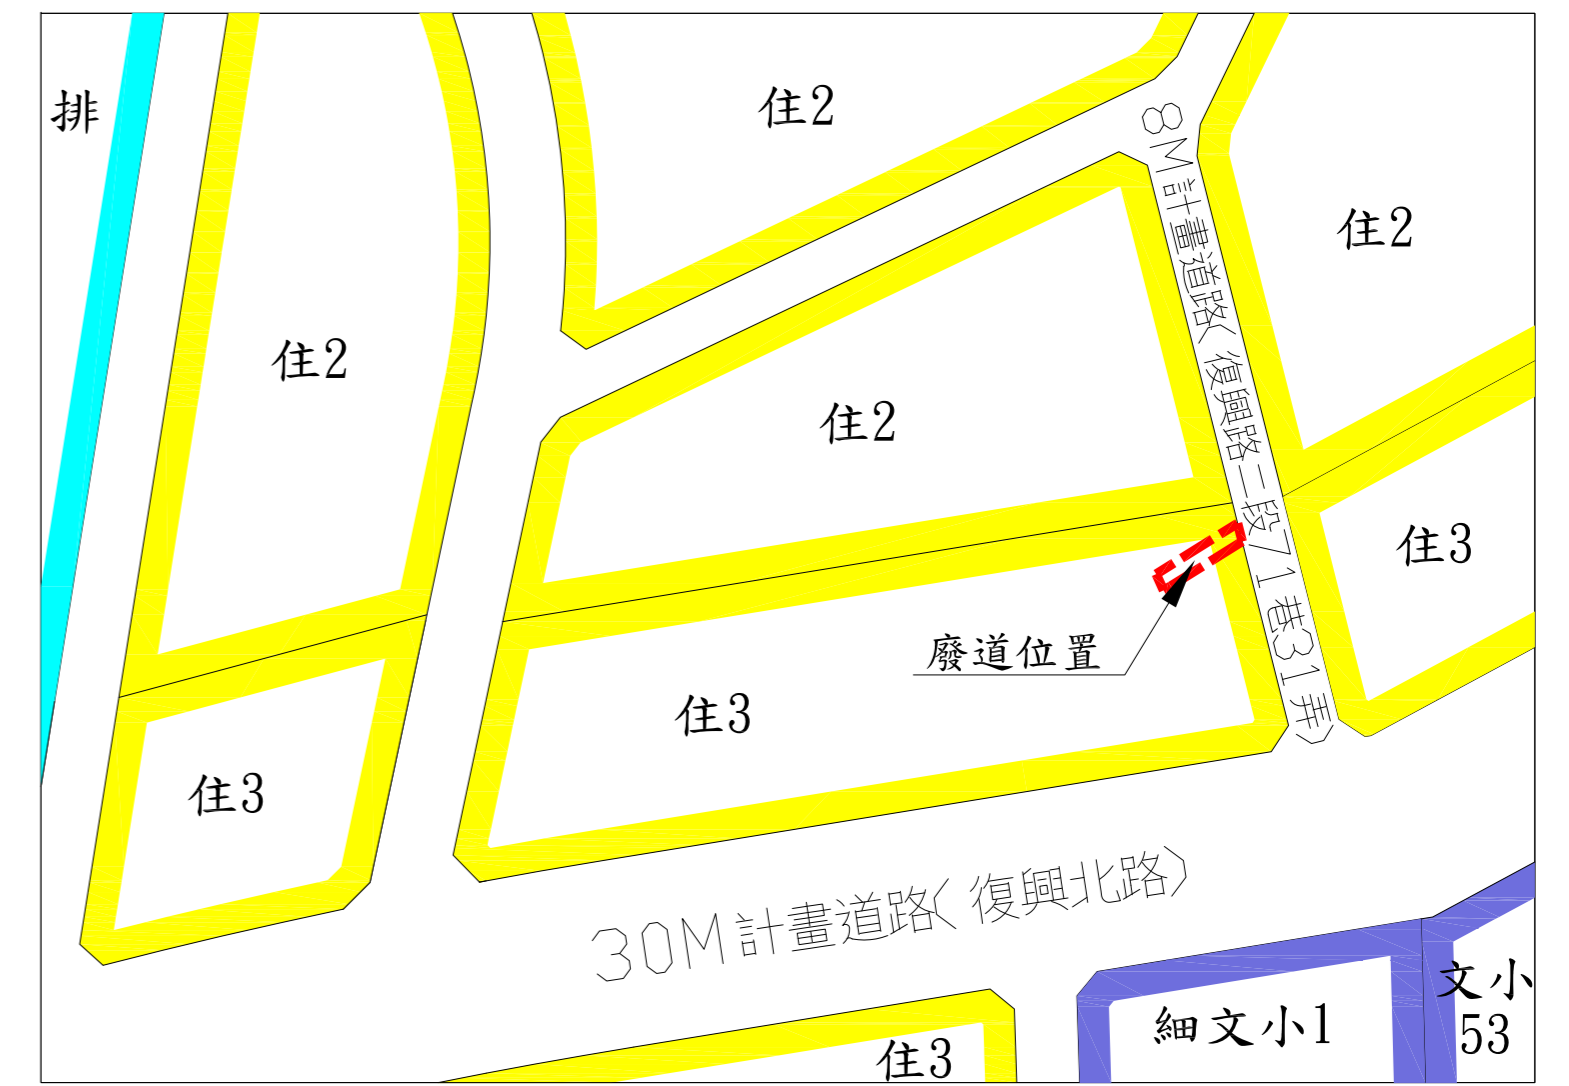 排
住2
8M計畫道路(復興路二段71巷31弄)
住2
住2
住2
住3
廢道位置
住3
住3
30M計畫道路(復興北路)
文小
53
細文小1
住3